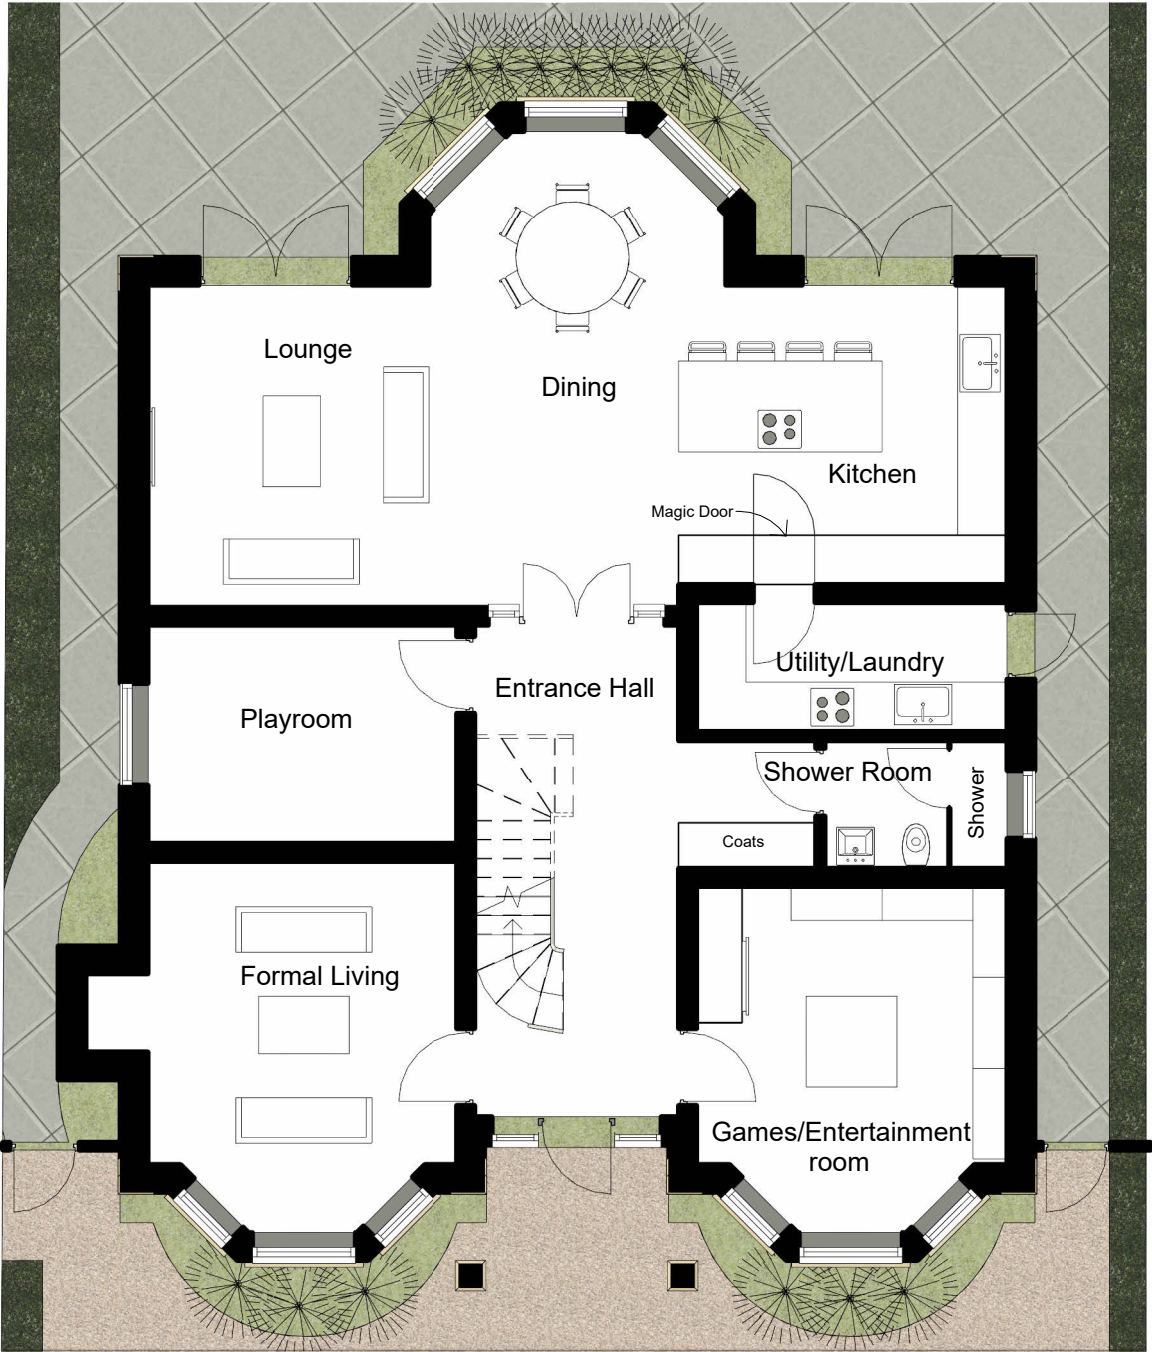 Lounge
Dining
Kitchen
Magic Door
Utility/Laundry
Entrance Hall
Playroom
Shower Room
Shower
Coats
Formal Living
Games/Entertainment
room